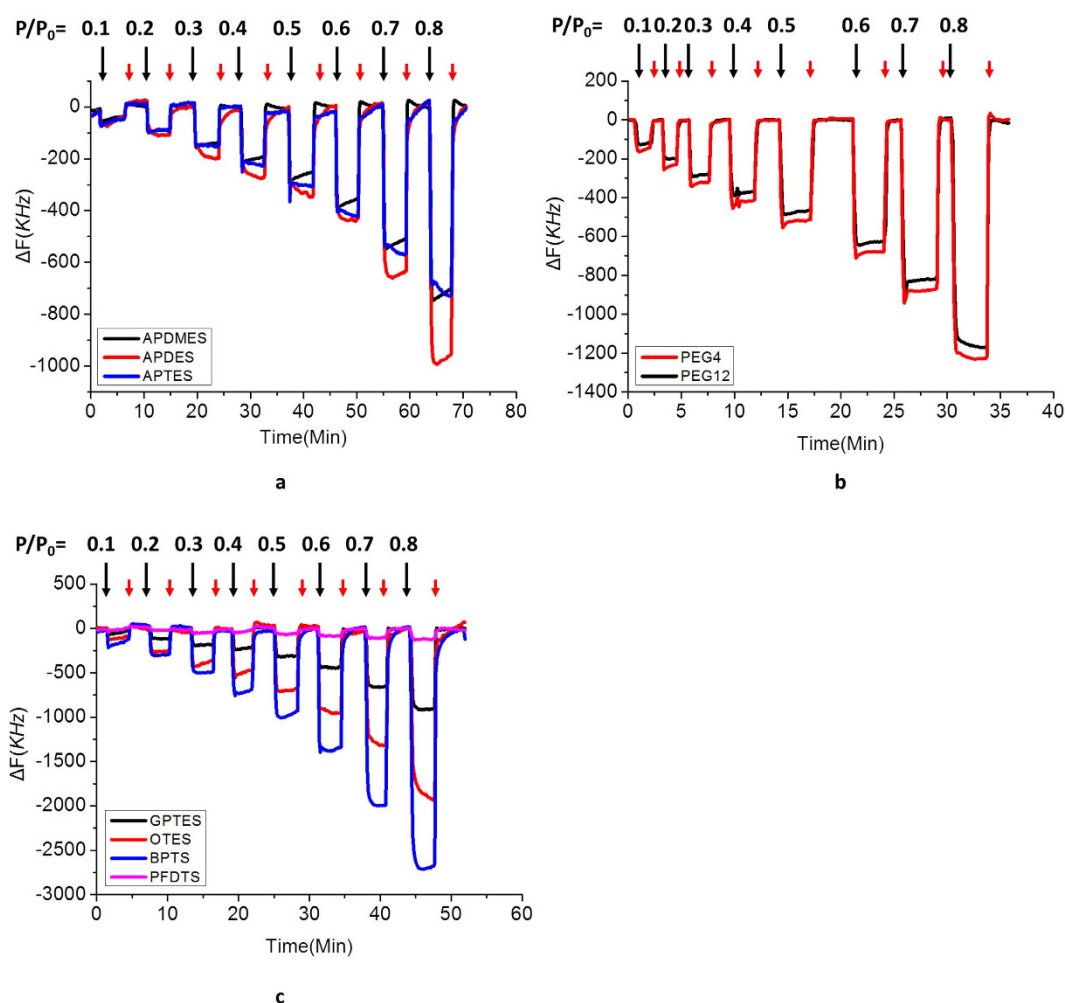 P/P₀= 0.1 0.2 0.3 0.4 0.5 0.6 0.7 0.8
0
-200
-400
-600
-800
-1000
ΔF(KHz)
APDMES
APDES
APTES
0 10 20 30 40 50 60 70 80
Time(Min)
a
P/P₀= 0.1 0.2 0.3 0.4 0.5 0.6 0.7 0.8
200
0
-200
-400
-600
-800
-1000
-1200
-1400
ΔF(KHz)
PEG4
PEG12
0 5 10 15 20 25 30 35 40
Time(Min)
b
P/P₀= 0.1 0.2 0.3 0.4 0.5 0.6 0.7 0.8
500
0
-500
-1000
-1500
-2000
-2500
-3000
ΔF(KHz)
GPTES
OTES
BPTS
PFDTS
0 10 20 30 40 50 60
Time(Min)
c